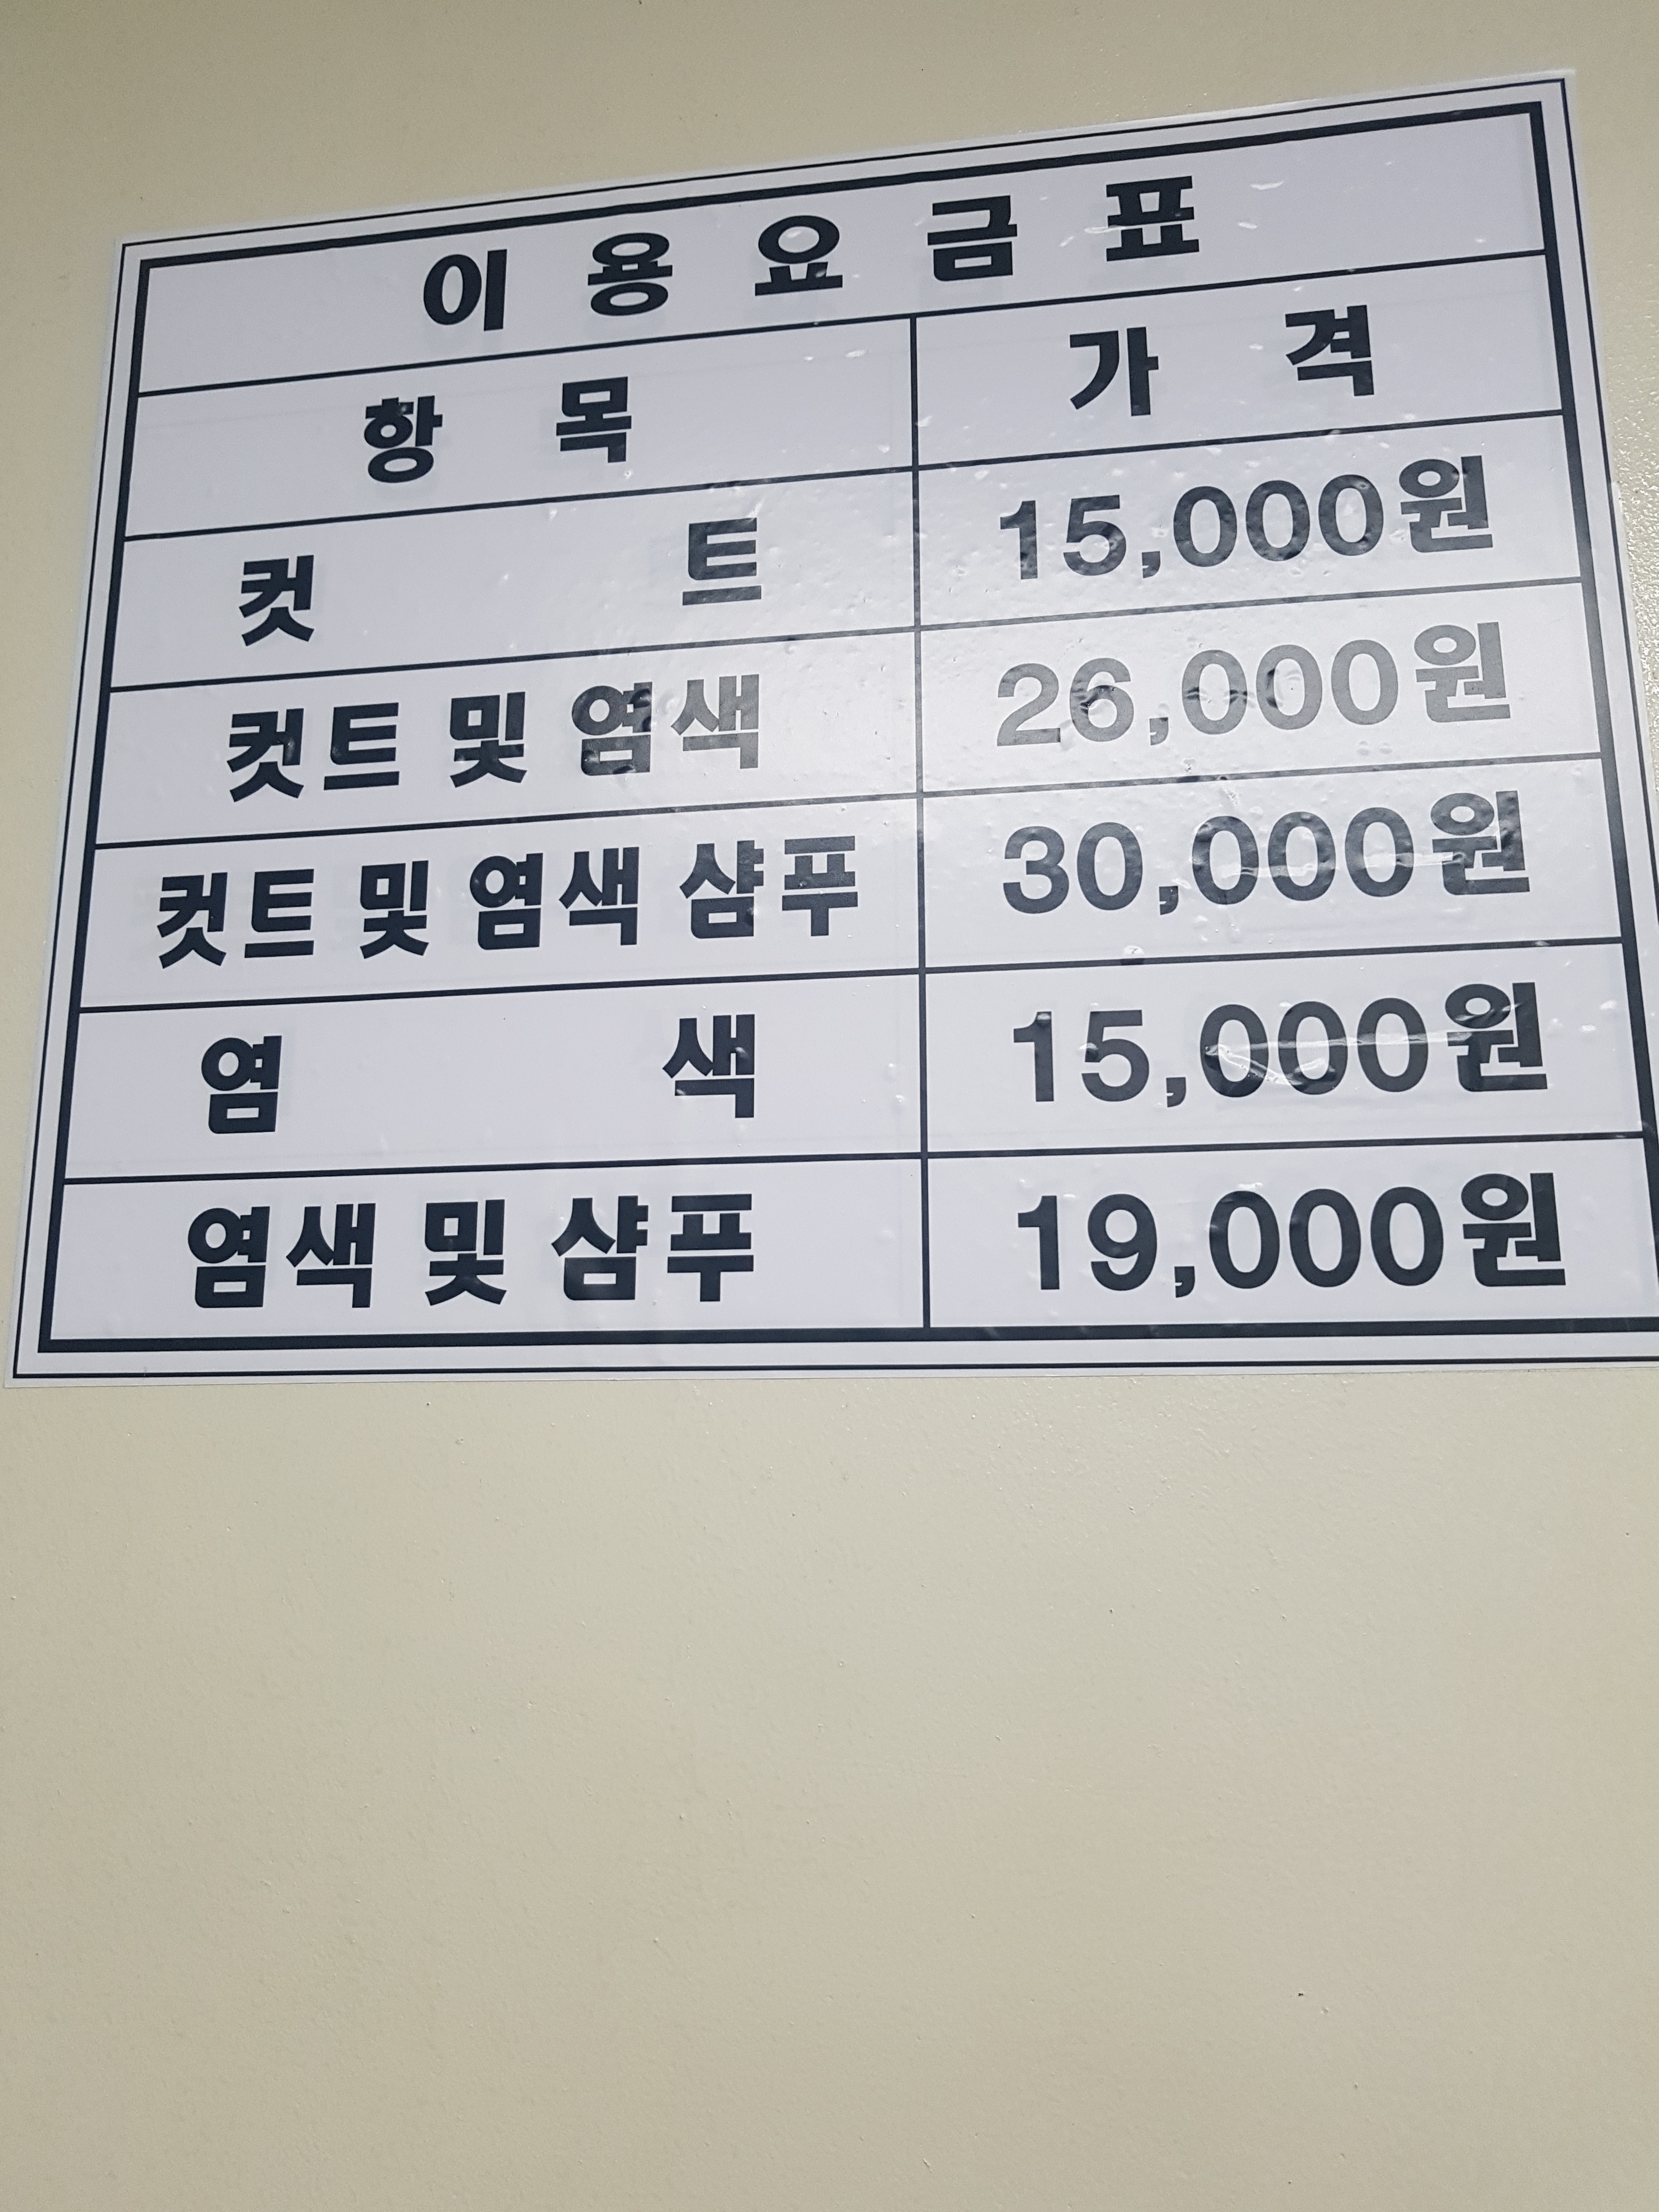 이 용 요 금 표
항 목 가 격
컷 트 15,000원
컷트 및 염색 26,000원
컷트 및 염색 샴푸 30,000원
염 색 15,000원
염색 및 샴푸 19,000원